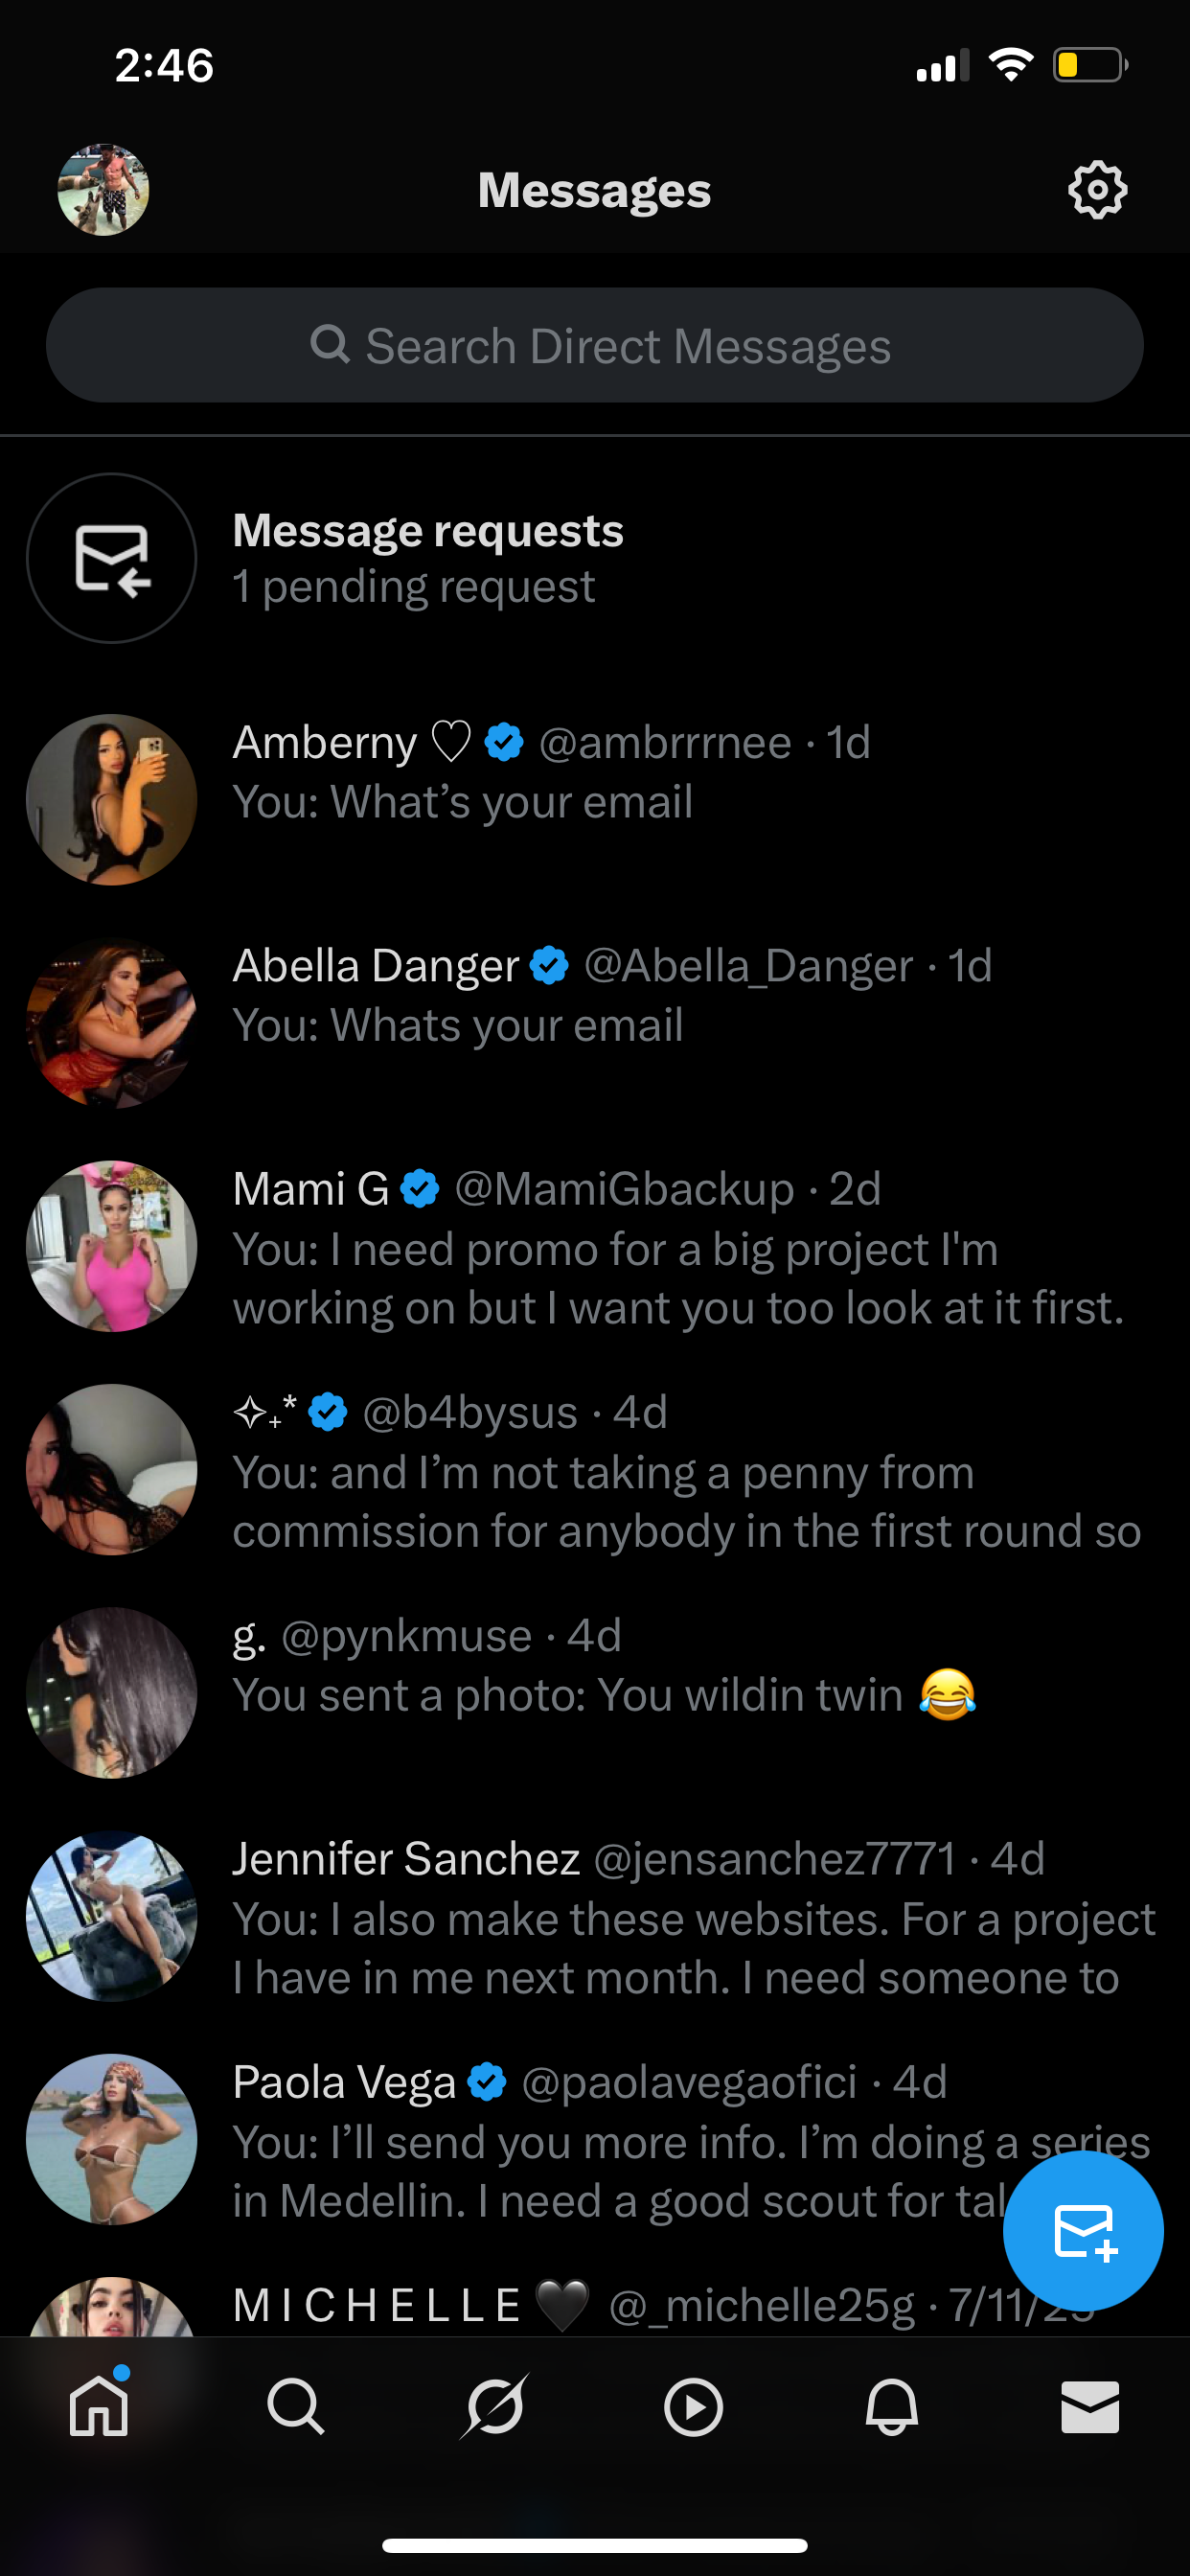 2:46
Messages
Search Direct Messages
Message requests
1 pending request
Amberny ♡ @ambrrrnee · 1d
You: What’s your email
Abella Danger @Abella_Danger · 1d
You: Whats your email
Mami G @MamiGbackup · 2d
You: I need promo for a big project I'm
working on but I want you too look at it first.
✧₊* @b4bysus · 4d
You: and I’m not taking a penny from
commission for anybody in the first round so
g. @pynkmuse · 4d
You sent a photo: You wildin twin 😂
Jennifer Sanchez @jensanchez7771 · 4d
You: I also make these websites. For a project
I have in me next month. I need someone to
Paola Vega @paolavegaofici · 4d
You: I’ll send you more info. I’m doing a series
in Medellin. I need a good scout for tal
M I C H E L L E 🖤 @_michelle25g · 7/11/25